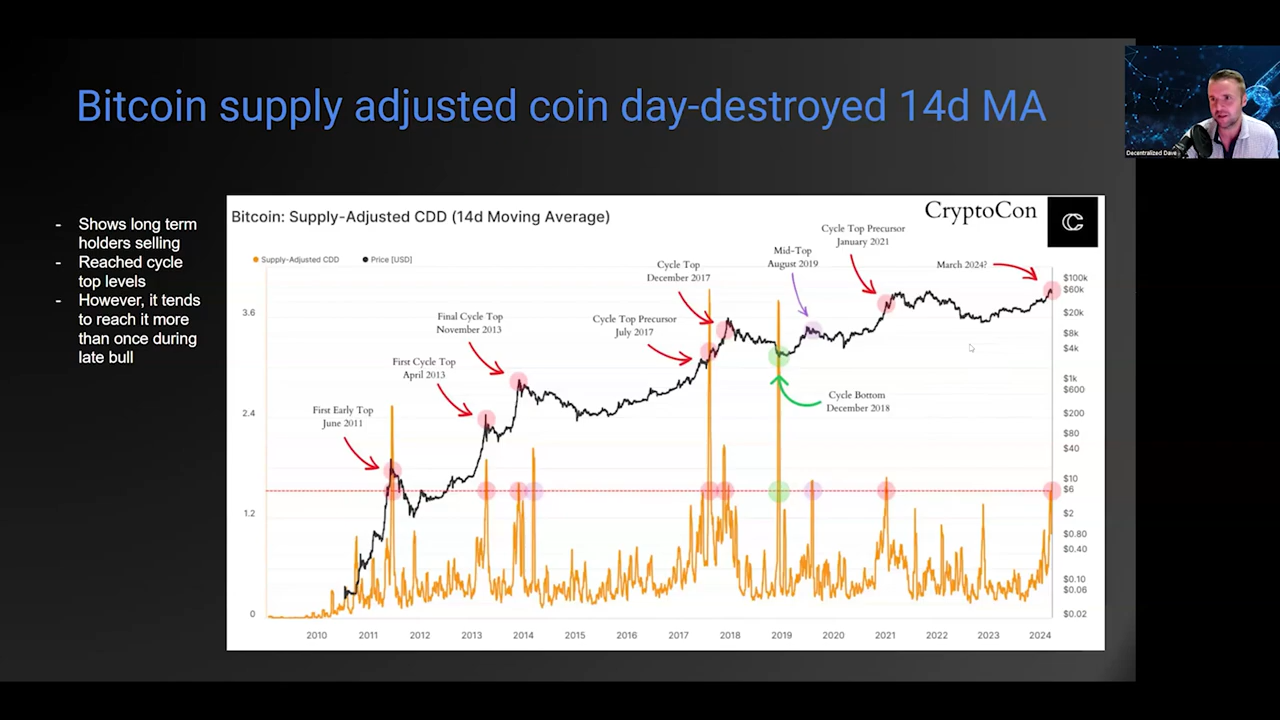 Bitcoin supply adjusted coin day-destroyed 14d MA
Decentralized Dave
- Shows long term
holders selling
- Reached cycle
top levels
- However, it tends
to reach it more
than once during
late bull
Bitcoin: Supply-Adjusted CDD (14d Moving Average)
CryptoCon
Supply-Adjusted CDD
Price [USD]
First Early Top
June 2011
First Cycle Top
April 2013
Final Cycle Top
November 2013
Cycle Top Precursor
July 2017
Cycle Top
December 2017
Mid-Top
August 2019
Cycle Top Precursor
January 2021
March 2024?
Cycle Bottom
December 2018
3.6
2.4
1.2
0
$100k
$60k
$20k
$8k
$4k
$1k
$600
$200
$80
$40
$10
$6
$2
$0.80
$0.40
$0.10
$0.06
$0.02
2010 2011 2012 2013 2014 2015 2016 2017 2018 2019 2020 2021 2022 2023 2024